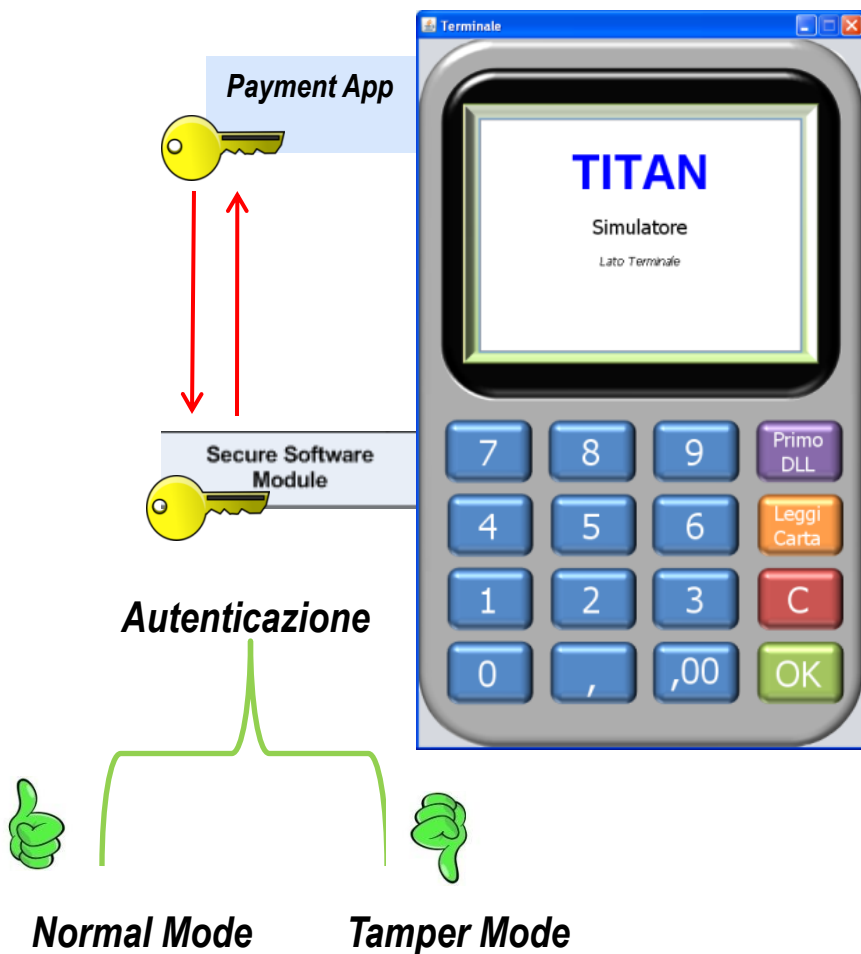 Terminale
Payment App
TITAN
Simulatore
Lato Terminale
Secure Software
Module
7 8 9 Primo
DLL
4 5 6 Leggi
Carta
1 2 3 C
0 , ,00 OK
Autenticazione
Normal Mode Tamper Mode